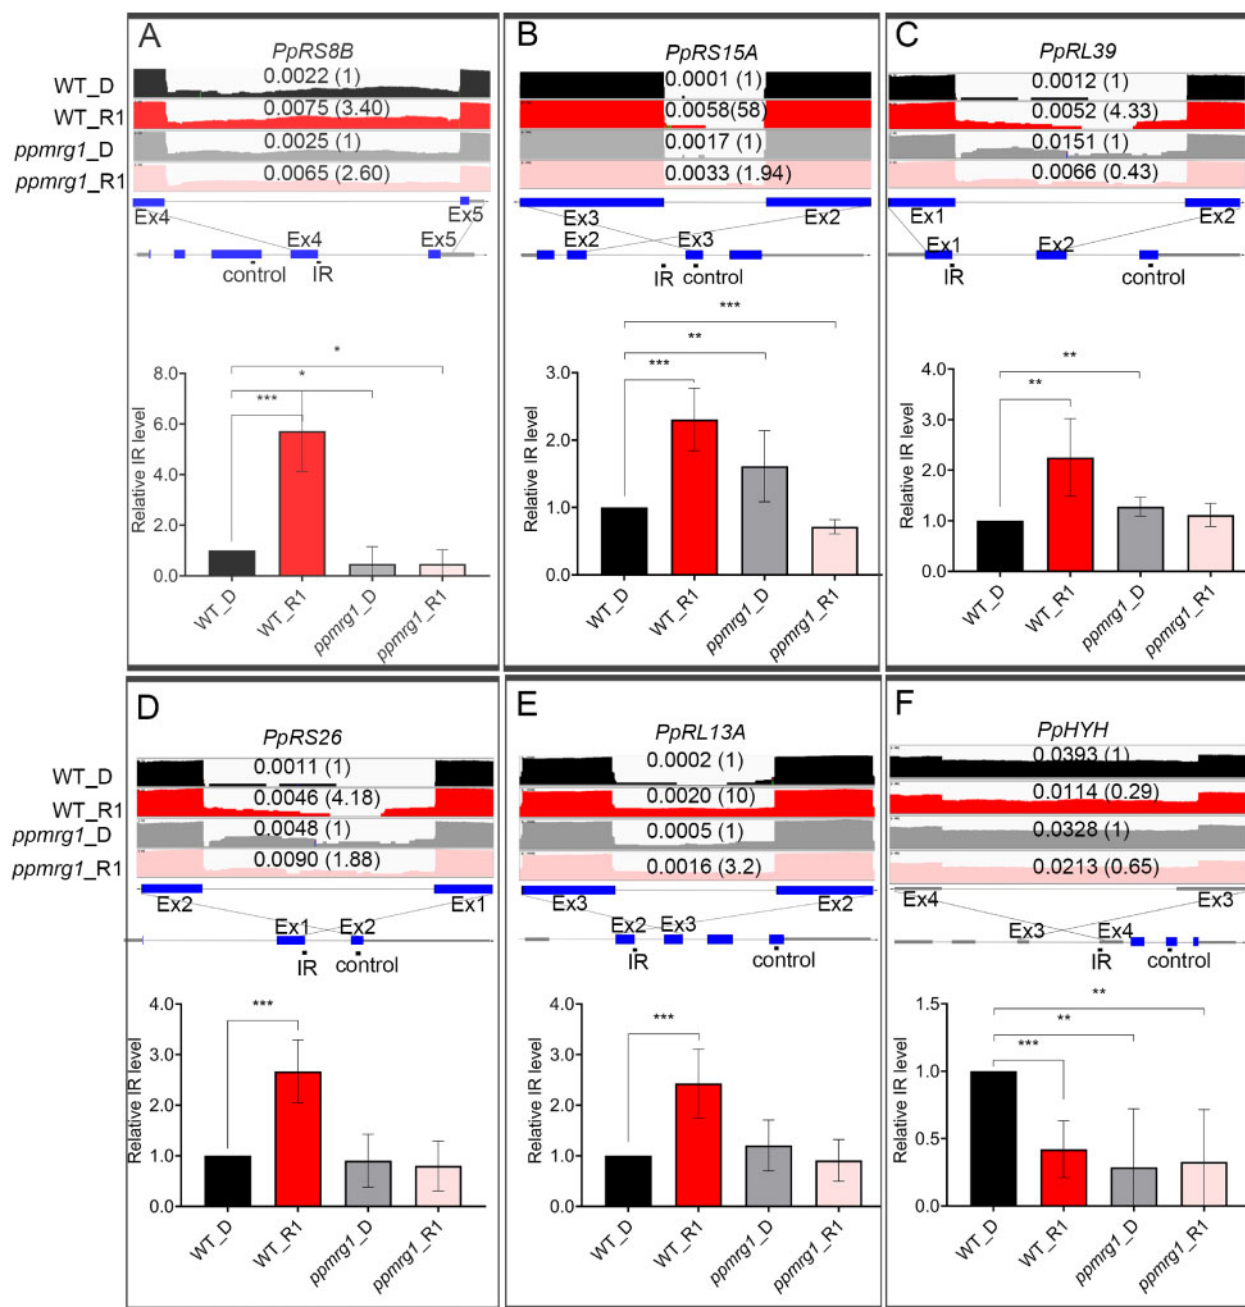 A
PpRS8B
WT_D
0.0022 (1)
WT_R1
0.0075 (3.40)
ppmrg1_D
0.0025 (1)
ppmrg1_R1
0.0065 (2.60)
Ex4
Ex5
Ex4
Ex5
control
IR
*
*
***
Relative IR level
8.0
6.0
4.0
2.0
0.0
WT_D
WT_R1
ppmrg1_D
ppmrg1_R1
B
PpRS15A
0.0001 (1)
0.0058(58)
0.0017 (1)
0.0033 (1.94)
Ex3
Ex2
Ex2
Ex3
IR
control
***
**
***
Relative IR level
3.0
2.0
1.0
0.0
WT_D
WT_R1
ppmrg1_D
ppmrg1_R1
C
PpRL39
0.0012 (1)
0.0052 (4.33)
0.0151 (1)
0.0066 (0.43)
Ex1
Ex2
Ex1
Ex2
IR
control
**
**
Relative IR level
4.0
3.0
2.0
1.0
0.0
WT_D
WT_R1
ppmrg1_D
ppmrg1_R1
D
PpRS26
WT_D
0.0011 (1)
WT_R1
0.0046 (4.18)
ppmrg1_D
0.0048 (1)
ppmrg1_R1
0.0090 (1.88)
Ex2
Ex1
Ex1
Ex2
IR
control
***
Relative IR level
4.0
3.0
2.0
1.0
0.0
WT_D
WT_R1
ppmrg1_D
ppmrg1_R1
E
PpRL13A
0.0002 (1)
0.0020 (10)
0.0005 (1)
0.0016 (3.2)
Ex3
Ex2
Ex2
Ex3
IR
control
***
Relative IR level
4.0
3.0
2.0
1.0
0.0
WT_D
WT_R1
ppmrg1_D
ppmrg1_R1
F
PpHYH
0.0393 (1)
0.0114 (0.29)
0.0328 (1)
0.0213 (0.65)
Ex4
Ex3
Ex3
Ex4
IR
control
**
**
***
Relative IR level
1.5
1.0
0.5
0.0
WT_D
WT_R1
ppmrg1_D
ppmrg1_R1